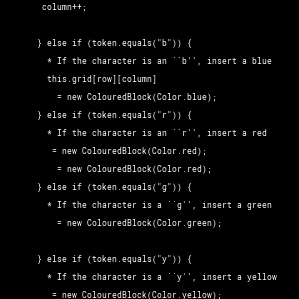 column++;
} else if (token.equals("b")) {
* If the character is an ``b'', insert a blue
this.grid[row][column]
= new ColouredBlock(Color.blue);
} else if (token.equals("r")) {
* If the character is an ``r'', insert a red
= new ColouredBlock(Color.red);
= new ColouredBlock(Color.red);
} else if (token.equals("g")) {
* If the character is a ``g'', insert a green
= new ColouredBlock(Color.green);
} else if (token.equals("y")) {
* If the character is a ``y'', insert a yellow
= new ColouredBlock(Color.yellow);